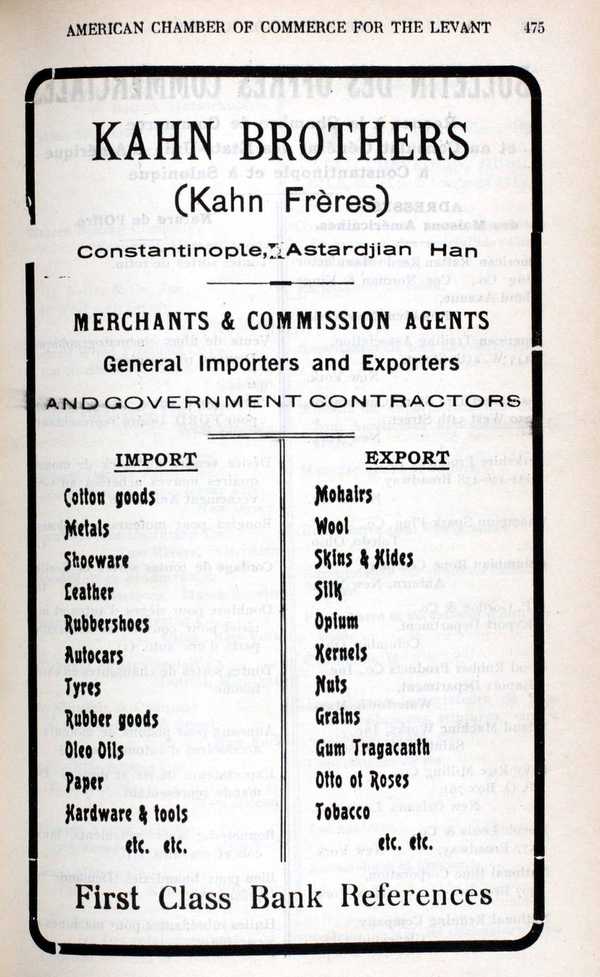 AMERICAN CHAMBER OF COMMERCE FOR THE LEVANT 475
KAHN BROTHERS
(Kahn Frères)
Constantinople, Astardjian Han
MERCHANTS & COMMISSION AGENTS
General Importers and Exporters
AND GOVERNMENT CONTRACTORS
IMPORT
Cotton goods
Metals
Shoeware
Leather
Rubbershoes
Autocars
Tyres
Rubber goods
Oleo Oils
Paper
Hardware & tools
etc. etc.
EXPORT
Mohairs
Wool
Skins & Hides
Silk
Opium
Kernels
Nuts
Grains
Gum Tragacanth
Otto of Roses
Tobacco
etc. etc.
First Class Bank References